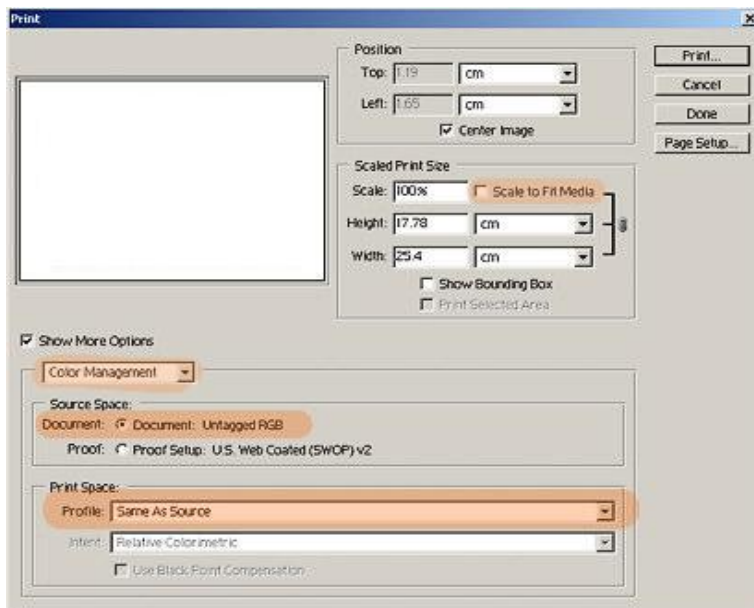 Print
Position
Top: 1.19 cm
Left: 1.65 cm
Center Image
Print...
Cancel
Done
Page Setup...
Scaled Print Size
Scale: 100% Scale to Fit Media
Height: 17.78 cm
Width: 25.4 cm
Show Bounding Box
Print Selected Area
Show More Options
Color Management
Source Space:
Document: Document: Untagged RGB
Proof: Proof Setup: U.S. Web Coated (SWOP) v2
Print Space:
Profile: Same As Source
Intent: Relative Colorimetric
Use Black Point Compensation